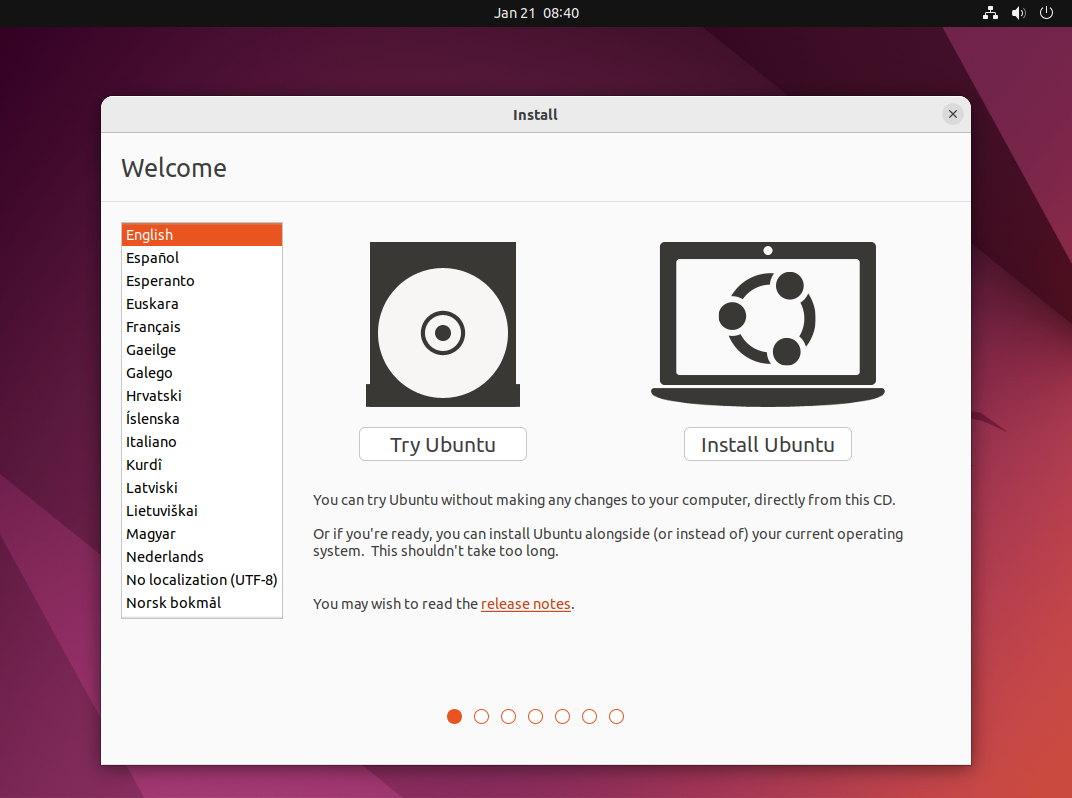 Jan 21  08:40
Install
Welcome
English
Español
Esperanto
Euskara
Français
Gaeilge
Galego
Hrvatski
Íslenska
Italiano
Kurdî
Latviski
Lietuviškai
Magyar
Nederlands
No localization (UTF-8)
Norsk bokmål
Try Ubuntu
Install Ubuntu
You can try Ubuntu without making any changes to your computer, directly from this CD.
Or if you're ready, you can install Ubuntu alongside (or instead of) your current operating
system.  This shouldn't take too long.
You may wish to read the release notes.